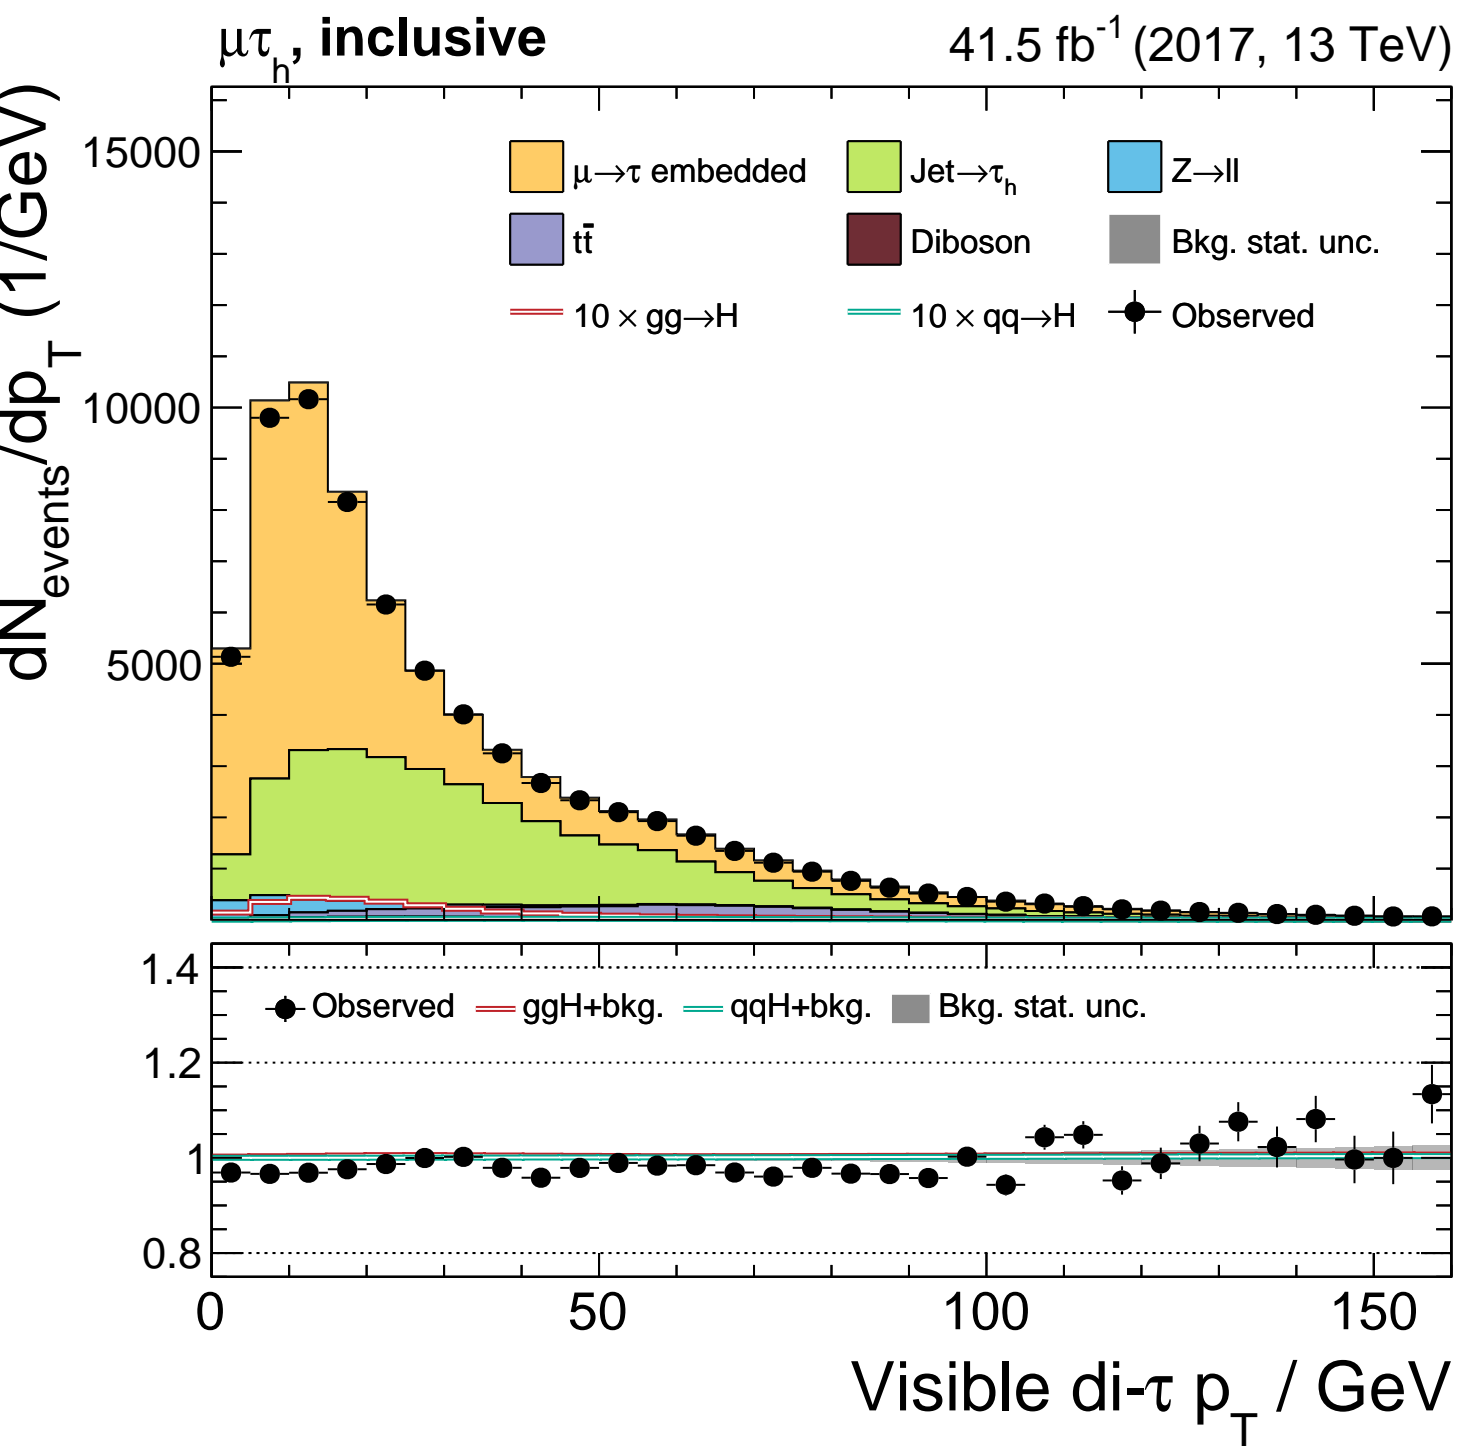 μτh, inclusive 41.5 fb-1 (2017, 13 TeV)
dNevents/dpT (1/GeV)
15000
10000
5000
μ→τ embedded Jet→τh Z→ll
tt̄ Diboson Bkg. stat. unc.
10 × gg→H 10 × qq→H Observed
1.4
1.2
1
0.8
Observed ggH+bkg. qqH+bkg. Bkg. stat. unc.
0 50 100 150
Visible di-τ pT / GeV